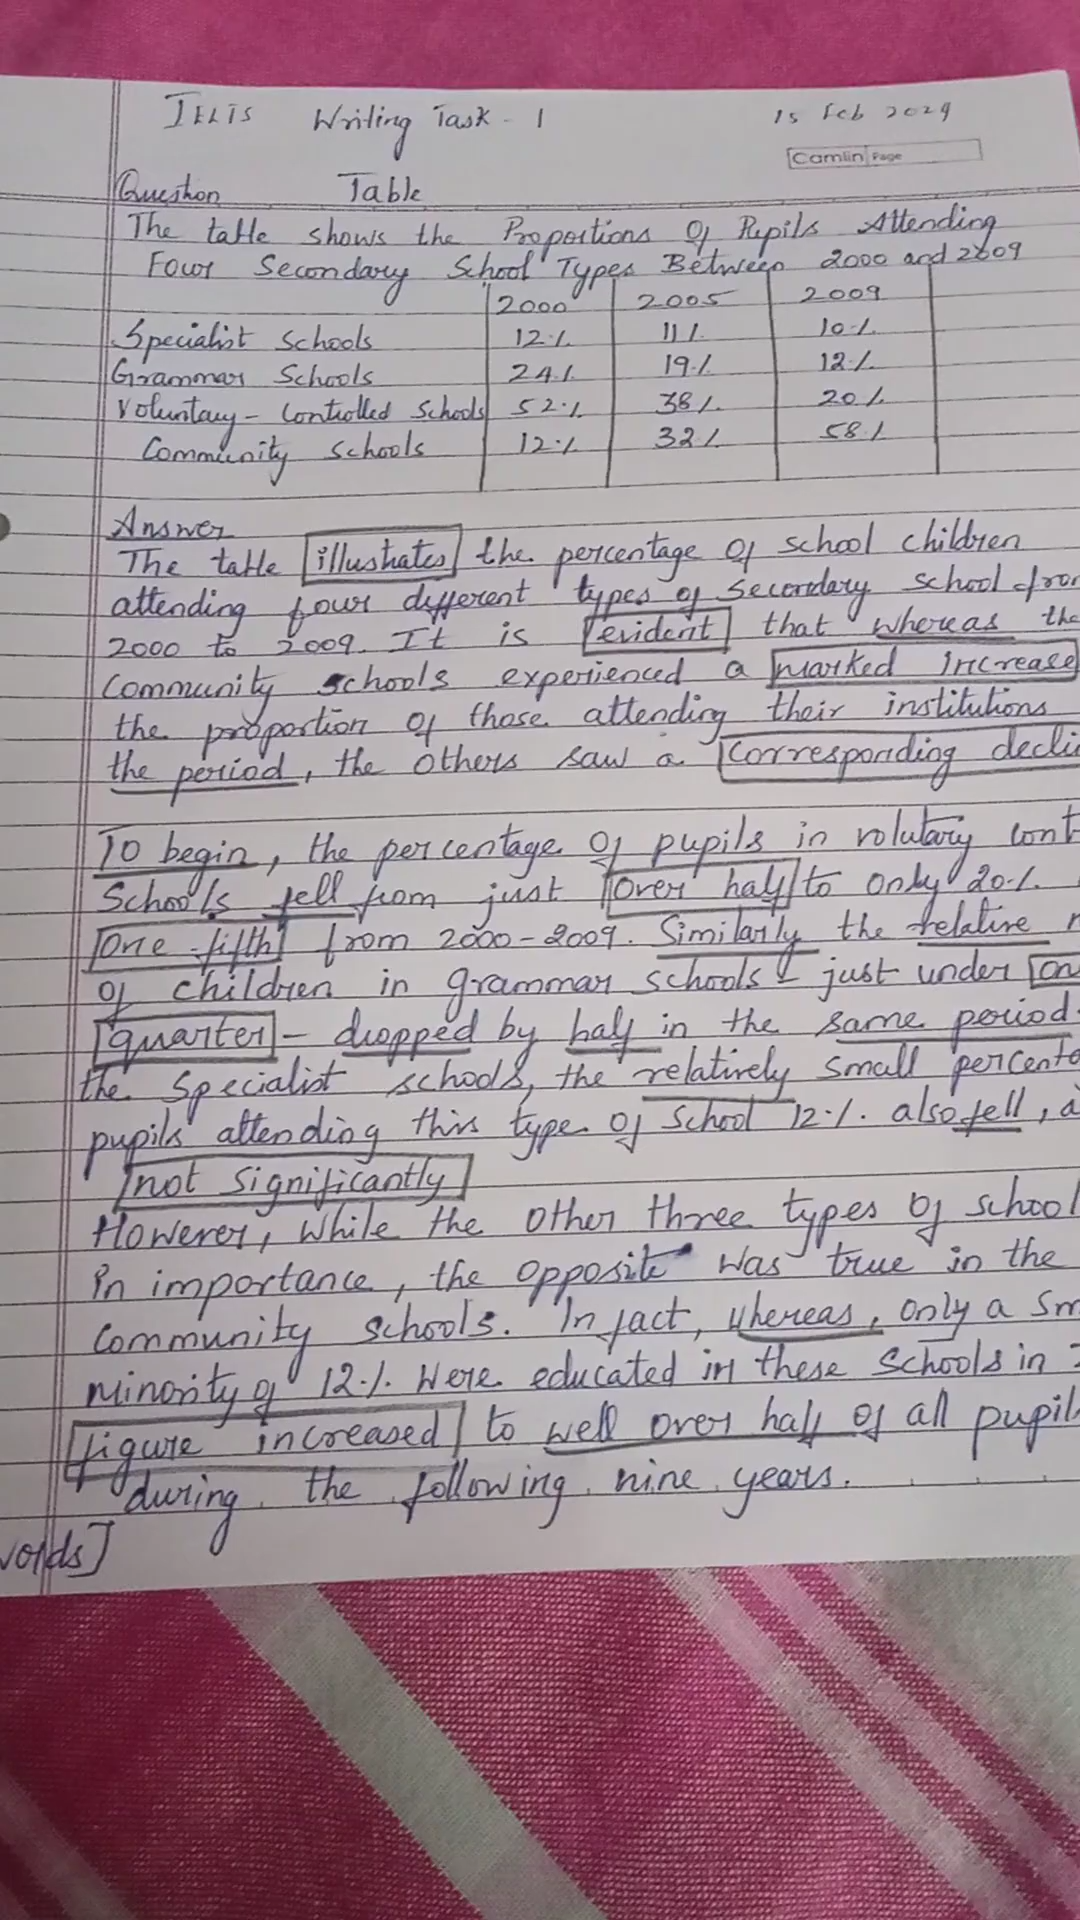 IELTS Writing Task - 1 15 Feb 2024
Camlin Page
Question Table
The table shows the Proportions Of Pupils Attending
Four Secondary School Types Between 2000 and 2009
2000 2005 2009
Specialist Schools 12% 11% 10%
Grammar Schools 24% 19% 12%
Voluntary - Controlled Schools 52% 38% 20%
Community Schools 12% 32% 58%
Answer
The table illustrates the percentage of school children
attending four different types of Secondary school from
2000 to 2009. It is evident that whereas the
Community schools experienced a marked increase
the proportion of those attending their institutions
the period, the others saw a corresponding decli
To begin, the percentage of pupils in volutary cont
Schools fell from just over half to only 20%.
One-fifth from 2000-2009. Similarly the relative n
of children in grammar schools - just under on
quarter - dropped by half in the same period.
the Specialist schools, the relatively small percenta
pupils attending this type of School 12% also fell, a
not significantly
However, while the other three types of school
in importance, the opposite was true in the
Community Schools. In fact, whereas, only a sm
minority of 12% were educated in these Schools in 2
figure increased to well over half of all pupils
during the following nine years.
words]